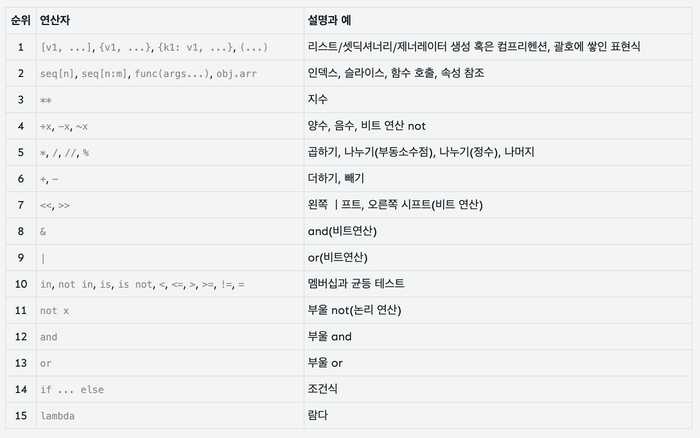 순위 연산자 설명과 예
1 [v1, ...], {v1, ...}, {k1: v1, ...}, (...) 리스트/셋딕셔너리/제너레이터 생성 혹은 컴프리헨션, 괄호에 쌓인 표현식
2 seq[n], seq[n:m], func(args...), obj.arr 인덱스, 슬라이스, 함수 호출, 속성 참조
3 ** 지수
4 +x, -x, ~x 양수, 음수, 비트 연산 not
5 *, /, //, % 곱하기, 나누기(부동소수점), 나누기(정수), 나머지
6 +, - 더하기, 빼기
7 <<, >> 왼쪽 ㅣ프트, 오른쪽 시프트(비트 연산)
8 & and(비트연산)
9 | or(비트연산)
10 in, not in, is, is not, <, <=, >, >=, !=, = 멤버십과 균등 테스트
11 not x 부울 not(논리 연산)
12 and 부울 and
13 or 부울 or
14 if ... else 조건식
15 lambda 람다